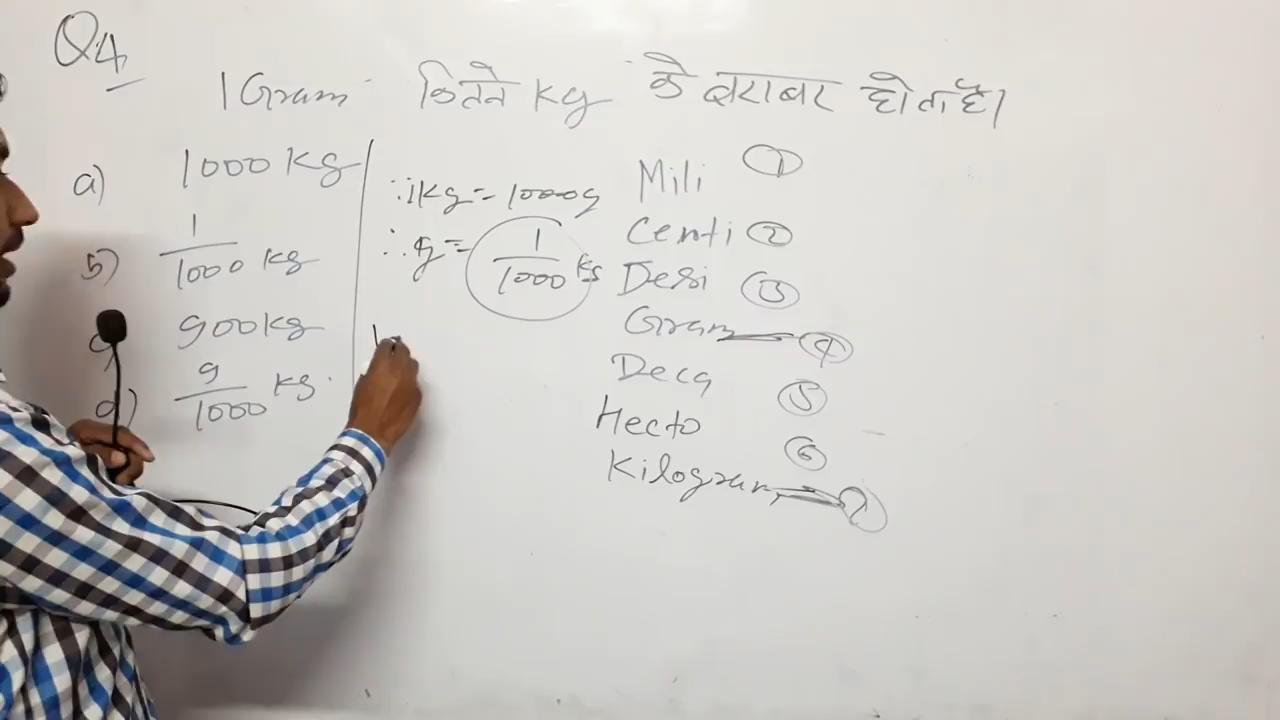 Q4
1 Gram कितने Kg के बराबर होता है।
a) 1000 Kg
b) 1/1000 Kg
c) 900 Kg
d) 9/1000 Kg.
∵ 1Kg = 1000g
∴ g = 1/1000 Kg
Mili 1
Centi 2
Desi 3
Gram 4
Deca 5
Hecto 6
Kilogram 7